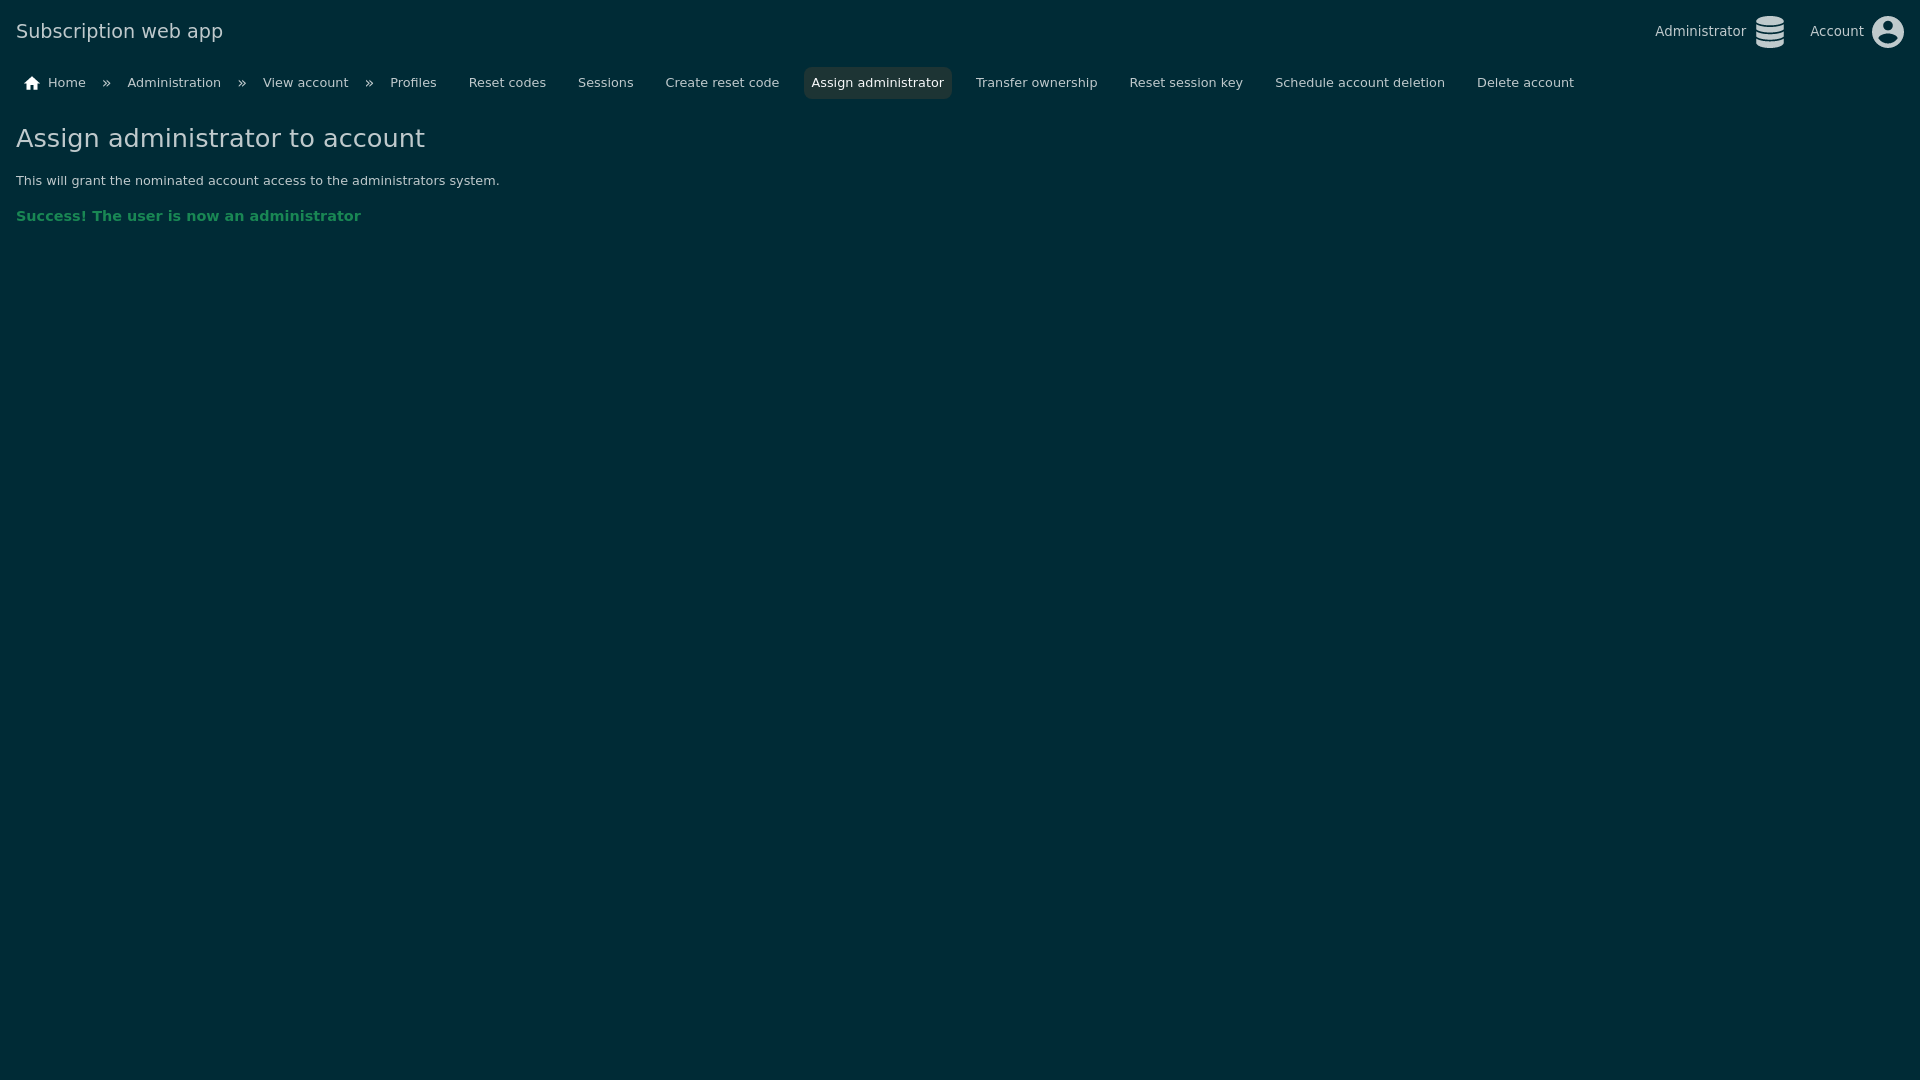 Subscription web app
Administrator
Account
Home » Administration » View account » Profiles Reset codes Sessions Create reset code Assign administrator Transfer ownership Reset session key Schedule account deletion Delete account
Assign administrator to account
This will grant the nominated account access to the administrators system.
Success! The user is now an administrator